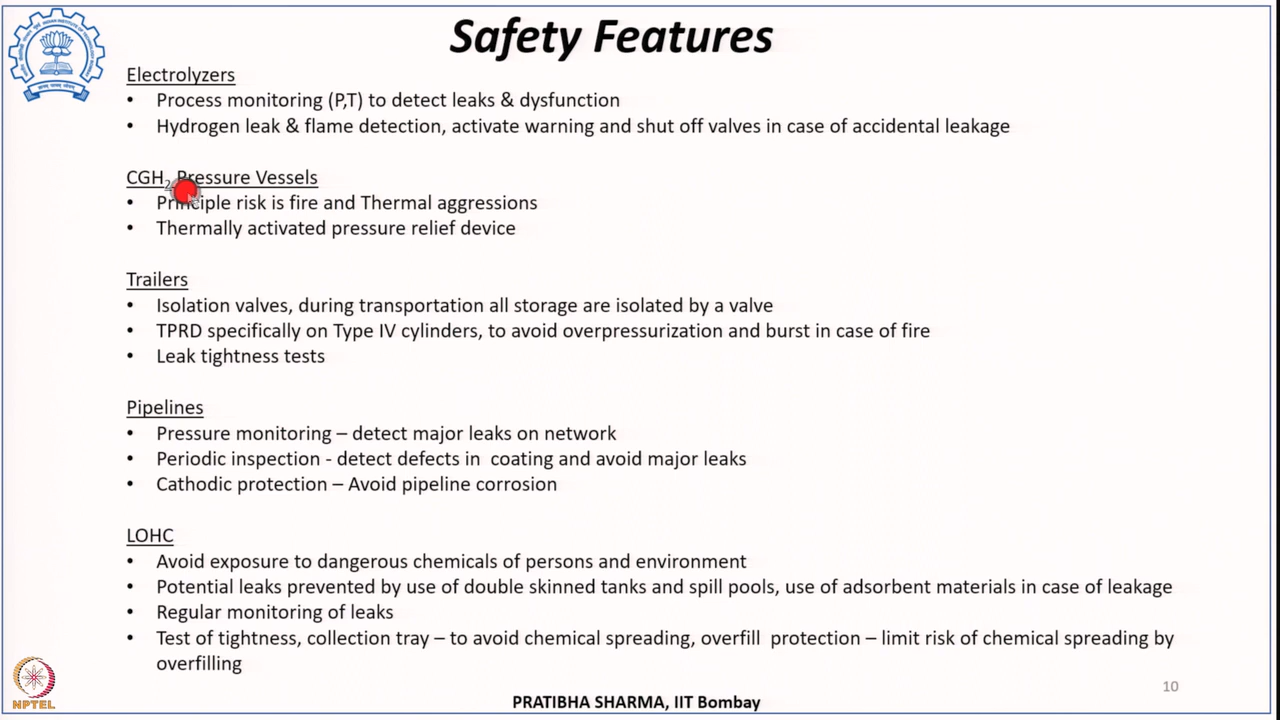 Safety Features
Electrolyzers
• Process monitoring (P,T) to detect leaks & dysfunction
• Hydrogen leak & flame detection, activate warning and shut off valves in case of accidental leakage
CGH₂ Pressure Vessels
• Principle risk is fire and Thermal aggressions
• Thermally activated pressure relief device
Trailers
• Isolation valves, during transportation all storage are isolated by a valve
• TPRD specifically on Type IV cylinders, to avoid overpressurization and burst in case of fire
• Leak tightness tests
Pipelines
• Pressure monitoring – detect major leaks on network
• Periodic inspection - detect defects in  coating and avoid major leaks
• Cathodic protection – Avoid pipeline corrosion
LOHC
• Avoid exposure to dangerous chemicals of persons and environment
• Potential leaks prevented by use of double skinned tanks and spill pools, use of adsorbent materials in case of leakage
• Regular monitoring of leaks
• Test of tightness, collection tray – to avoid chemical spreading, overfill  protection – limit risk of chemical spreading by
overfilling
10
NPTEL
PRATIBHA SHARMA, IIT Bombay